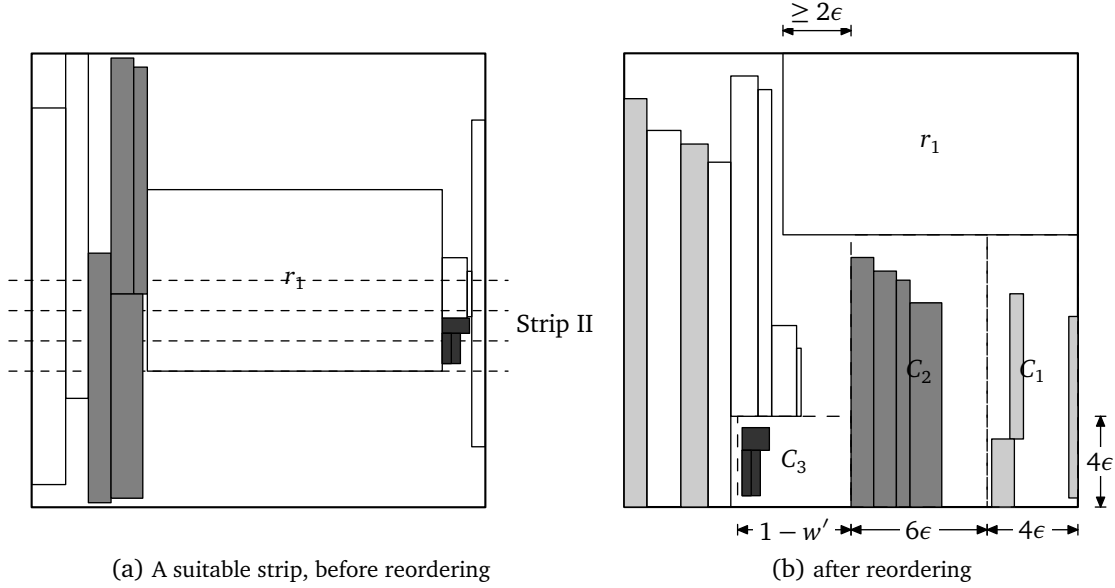 r₁
Strip II
(a) A suitable strip, before reordering
≥ 2ϵ
r₁
C₂
C₁
C₃
4ϵ
1 − w′
6ϵ
4ϵ
(b) after reordering